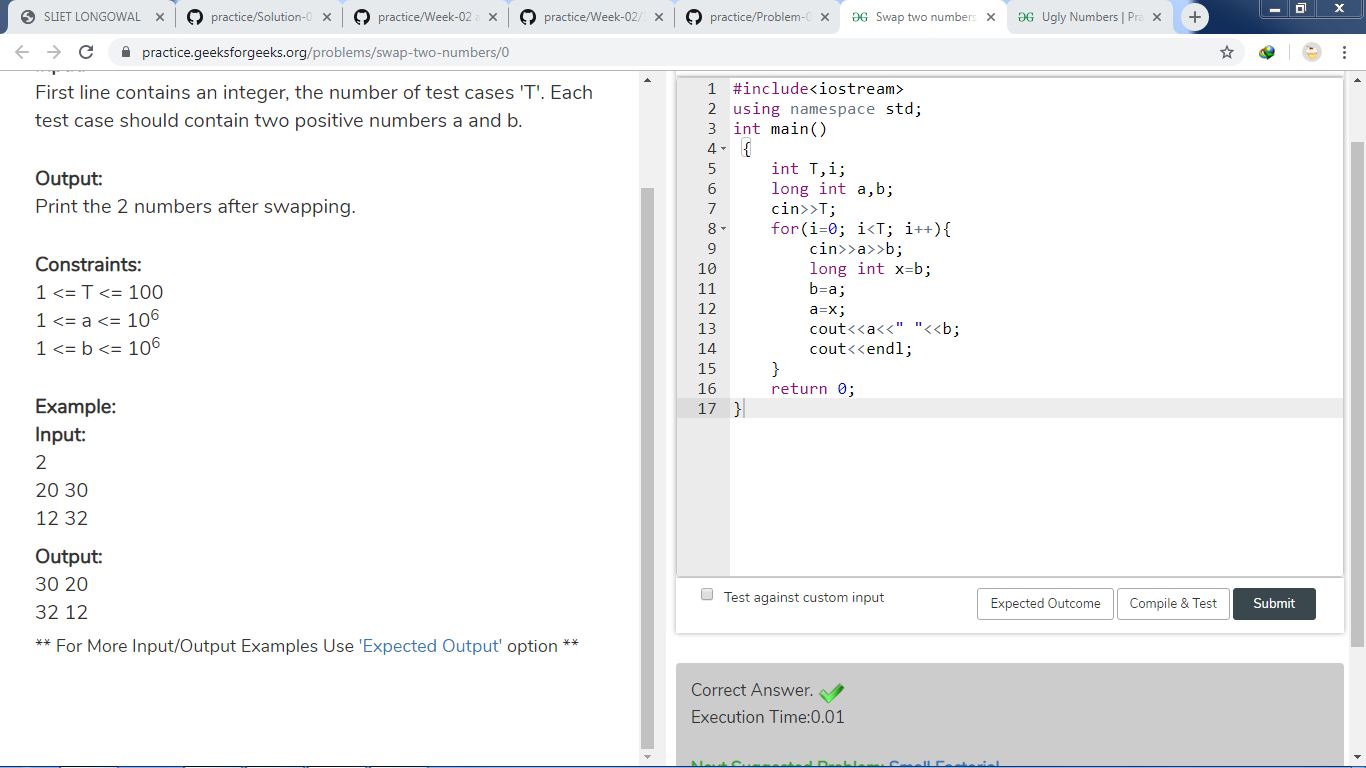 SLIET LONGOWAL
practice/Solution-0
practice/Week-02 a
practice/Week-02/
practice/Problem-0
Swap two numbers
Ugly Numbers | Pra
practice.geeksforgeeks.org/problems/swap-two-numbers/0
First line contains an integer, the number of test cases 'T'. Each
test case should contain two positive numbers a and b.
Output:
Print the 2 numbers after swapping.
Constraints:
1 <= T <= 100
1 <= a <= 10⁶
1 <= b <= 10⁶
Example:
Input:
2
20 30
12 32
Output:
30 20
32 12
** For More Input/Output Examples Use 'Expected Output' option **
1 #include<iostream>
2 using namespace std;
3 int main()
4 {
5 int T,i;
6 long int a,b;
7 cin>>T;
8 for(i=0; i<T; i++){
9 cin>>a>>b;
10 long int x=b;
11 b=a;
12 a=x;
13 cout<<a<<" "<<b;
14 cout<<endl;
15 }
16 return 0;
17 }
Test against custom input
Expected Outcome
Compile & Test
Submit
Correct Answer.
Execution Time:0.01
Next Suggested Problem: Small Factorial